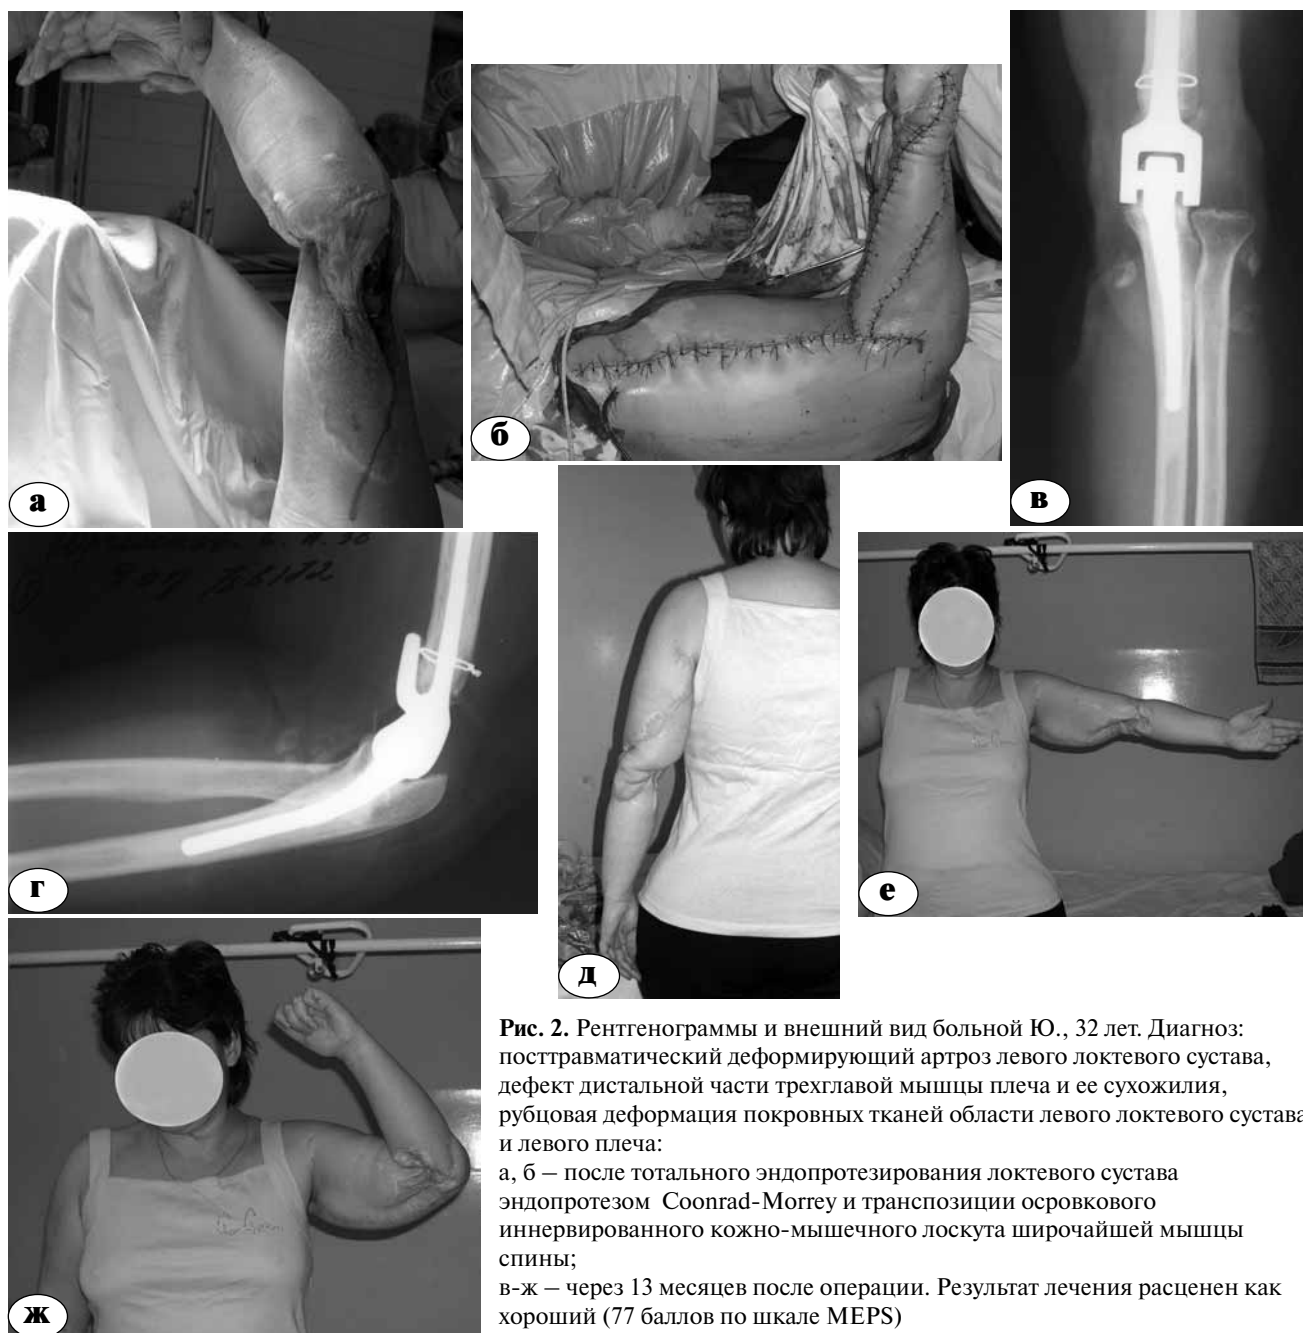 а
б
в
г
д
е
ж
Рис. 2. Рентгенограммы и внешний вид больной Ю., 32 лет. Диагноз:
посттравматический деформирующий артроз левого локтевого сустава,
дефект дистальной части трехглавой мышцы плеча и ее сухожилия,
рубцовая деформация покровных тканей области левого локтевого сустава
и левого плеча:
а, б – после тотального эндопротезирования локтевого сустава
эндопротезом Coonrad-Morrey и транспозиции осровкового
иннервированного кожно-мышечного лоскута широчайшей мышцы
спины;
в-ж – через 13 месяцев после операции. Результат лечения расценен как
хороший (77 баллов по шкале MEPS)